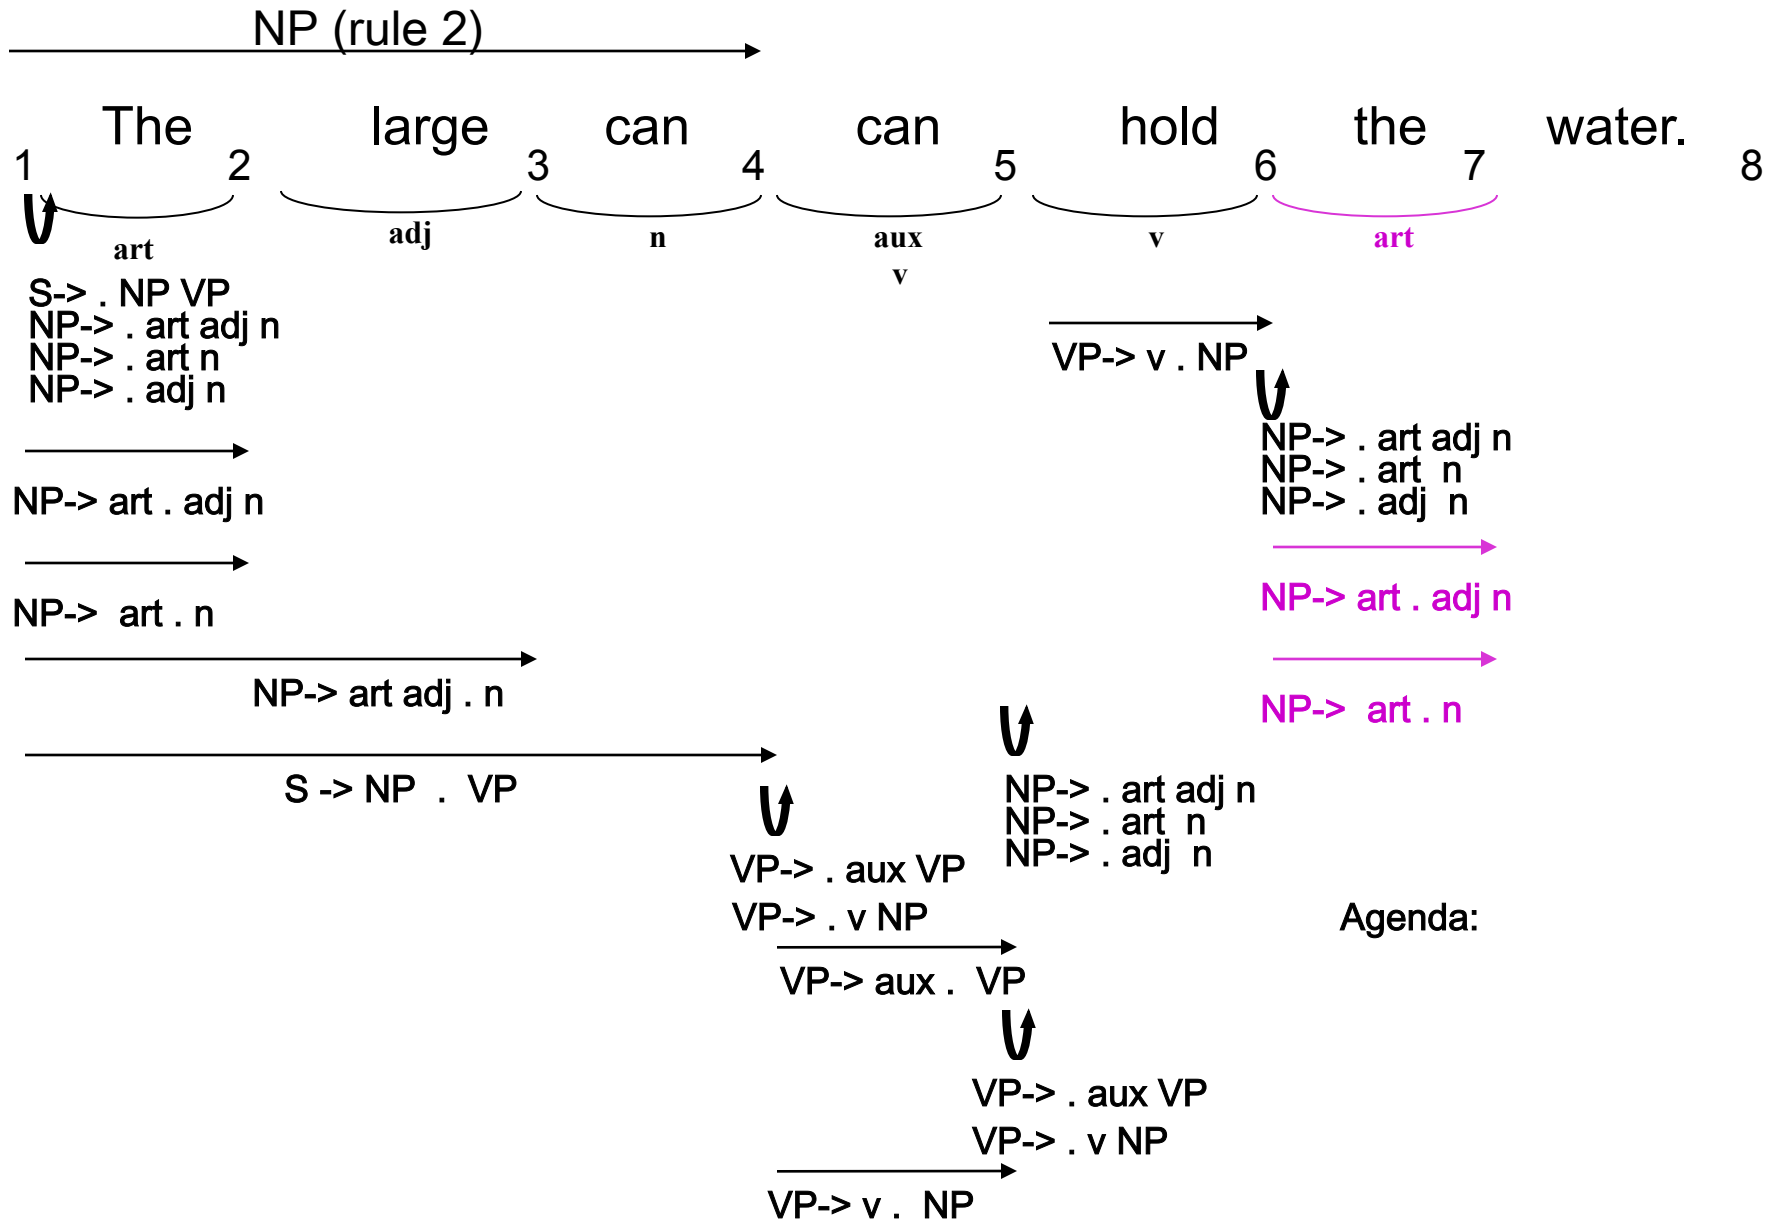 NP (rule 2)
The large can can hold the water.
1 2 3 4 5 6 7 8
art adj n aux v art
v
S-> . NP VP
NP-> . art adj n
NP-> . art n
NP-> . adj n
VP-> v . NP
NP-> . art adj n
NP-> . art n
NP-> . adj n
NP-> art . adj n
NP-> art . n
NP-> art . adj n
NP-> art . n
NP-> art adj . n
S -> NP . VP
NP-> . art adj n
NP-> . art n
NP-> . adj n
VP-> . aux VP
VP-> . v NP
Agenda:
VP-> aux . VP
VP-> . aux VP
VP-> . v NP
VP-> v . NP